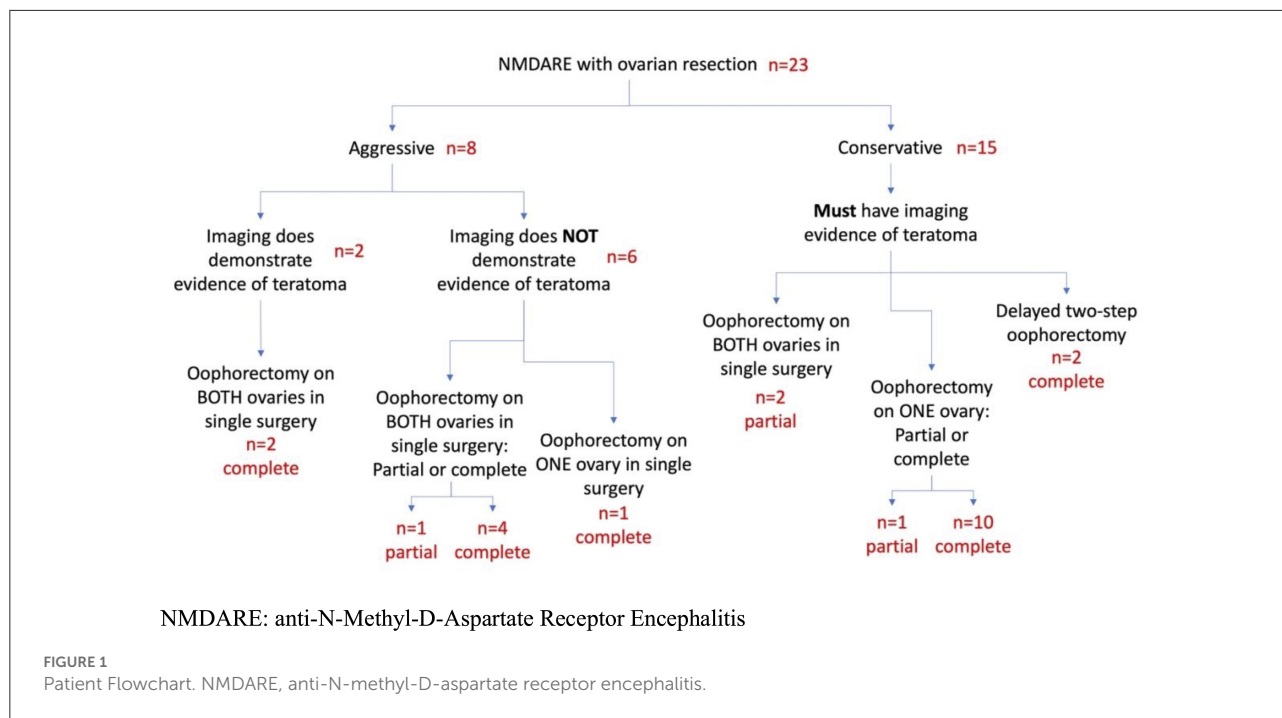 NMDARE with ovarian resection n=23
Aggressive n=8
Conservative n=15
Imaging does
demonstrate
evidence of teratoma
n=2
Imaging does NOT
demonstrate
evidence of teratoma
n=6
Must have imaging
evidence of teratoma
Oophorectomy on
BOTH ovaries in
single surgery
n=2
complete
Oophorectomy on
BOTH ovaries in
single surgery:
Partial or complete
n=1
partial
n=4
complete
Oophorectomy on
ONE ovary in single
surgery
n=1
complete
Oophorectomy on
BOTH ovaries in
single surgery
n=2
partial
Oophorectomy
on ONE ovary:
Partial or
complete
n=1
partial
n=10
complete
Delayed two-step
oophorectomy
n=2
complete
NMDARE: anti-N-Methyl-D-Aspartate Receptor Encephalitis
FIGURE 1
Patient Flowchart. NMDARE, anti-N-methyl-D-aspartate receptor encephalitis.